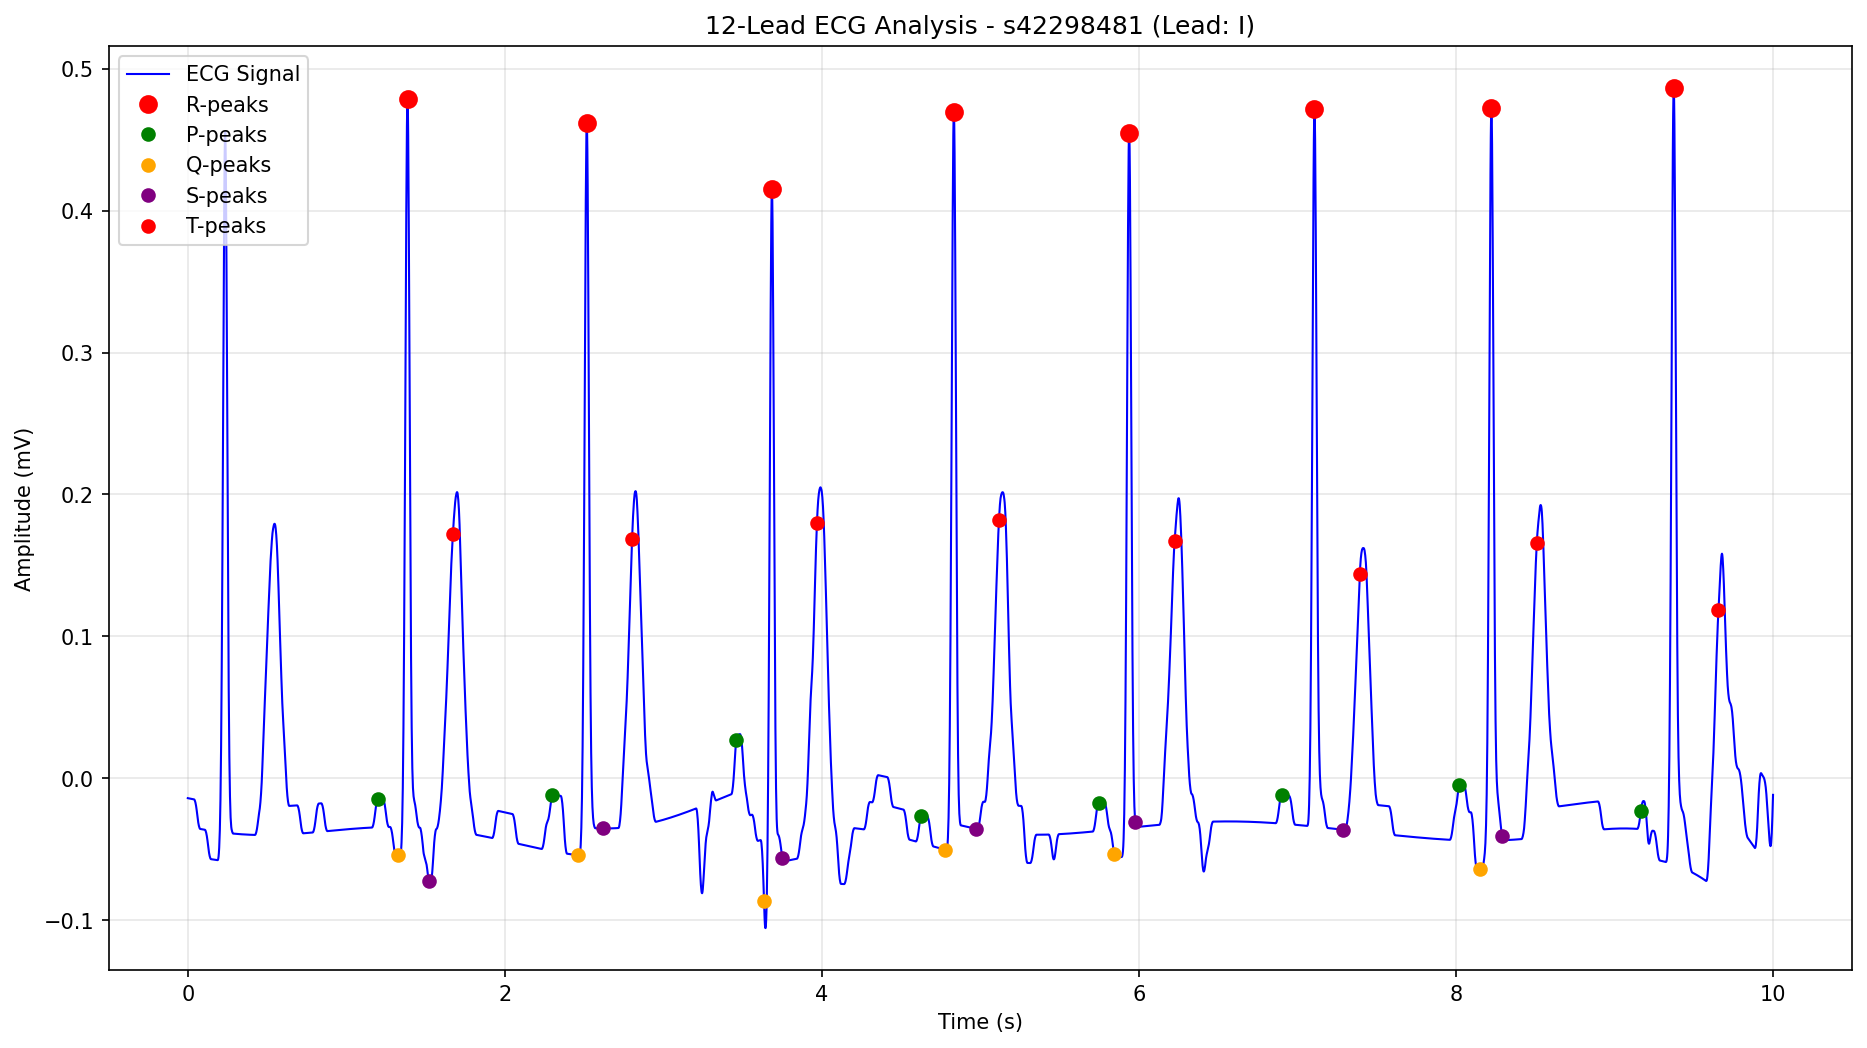 12-Lead ECG Analysis - s42298481 (Lead: I)
ECG Signal
R-peaks
P-peaks
Q-peaks
S-peaks
T-peaks
Amplitude (mV)
0.5
0.4
0.3
0.2
0.1
0.0
−0.1
0 2 4 6 8 10
Time (s)